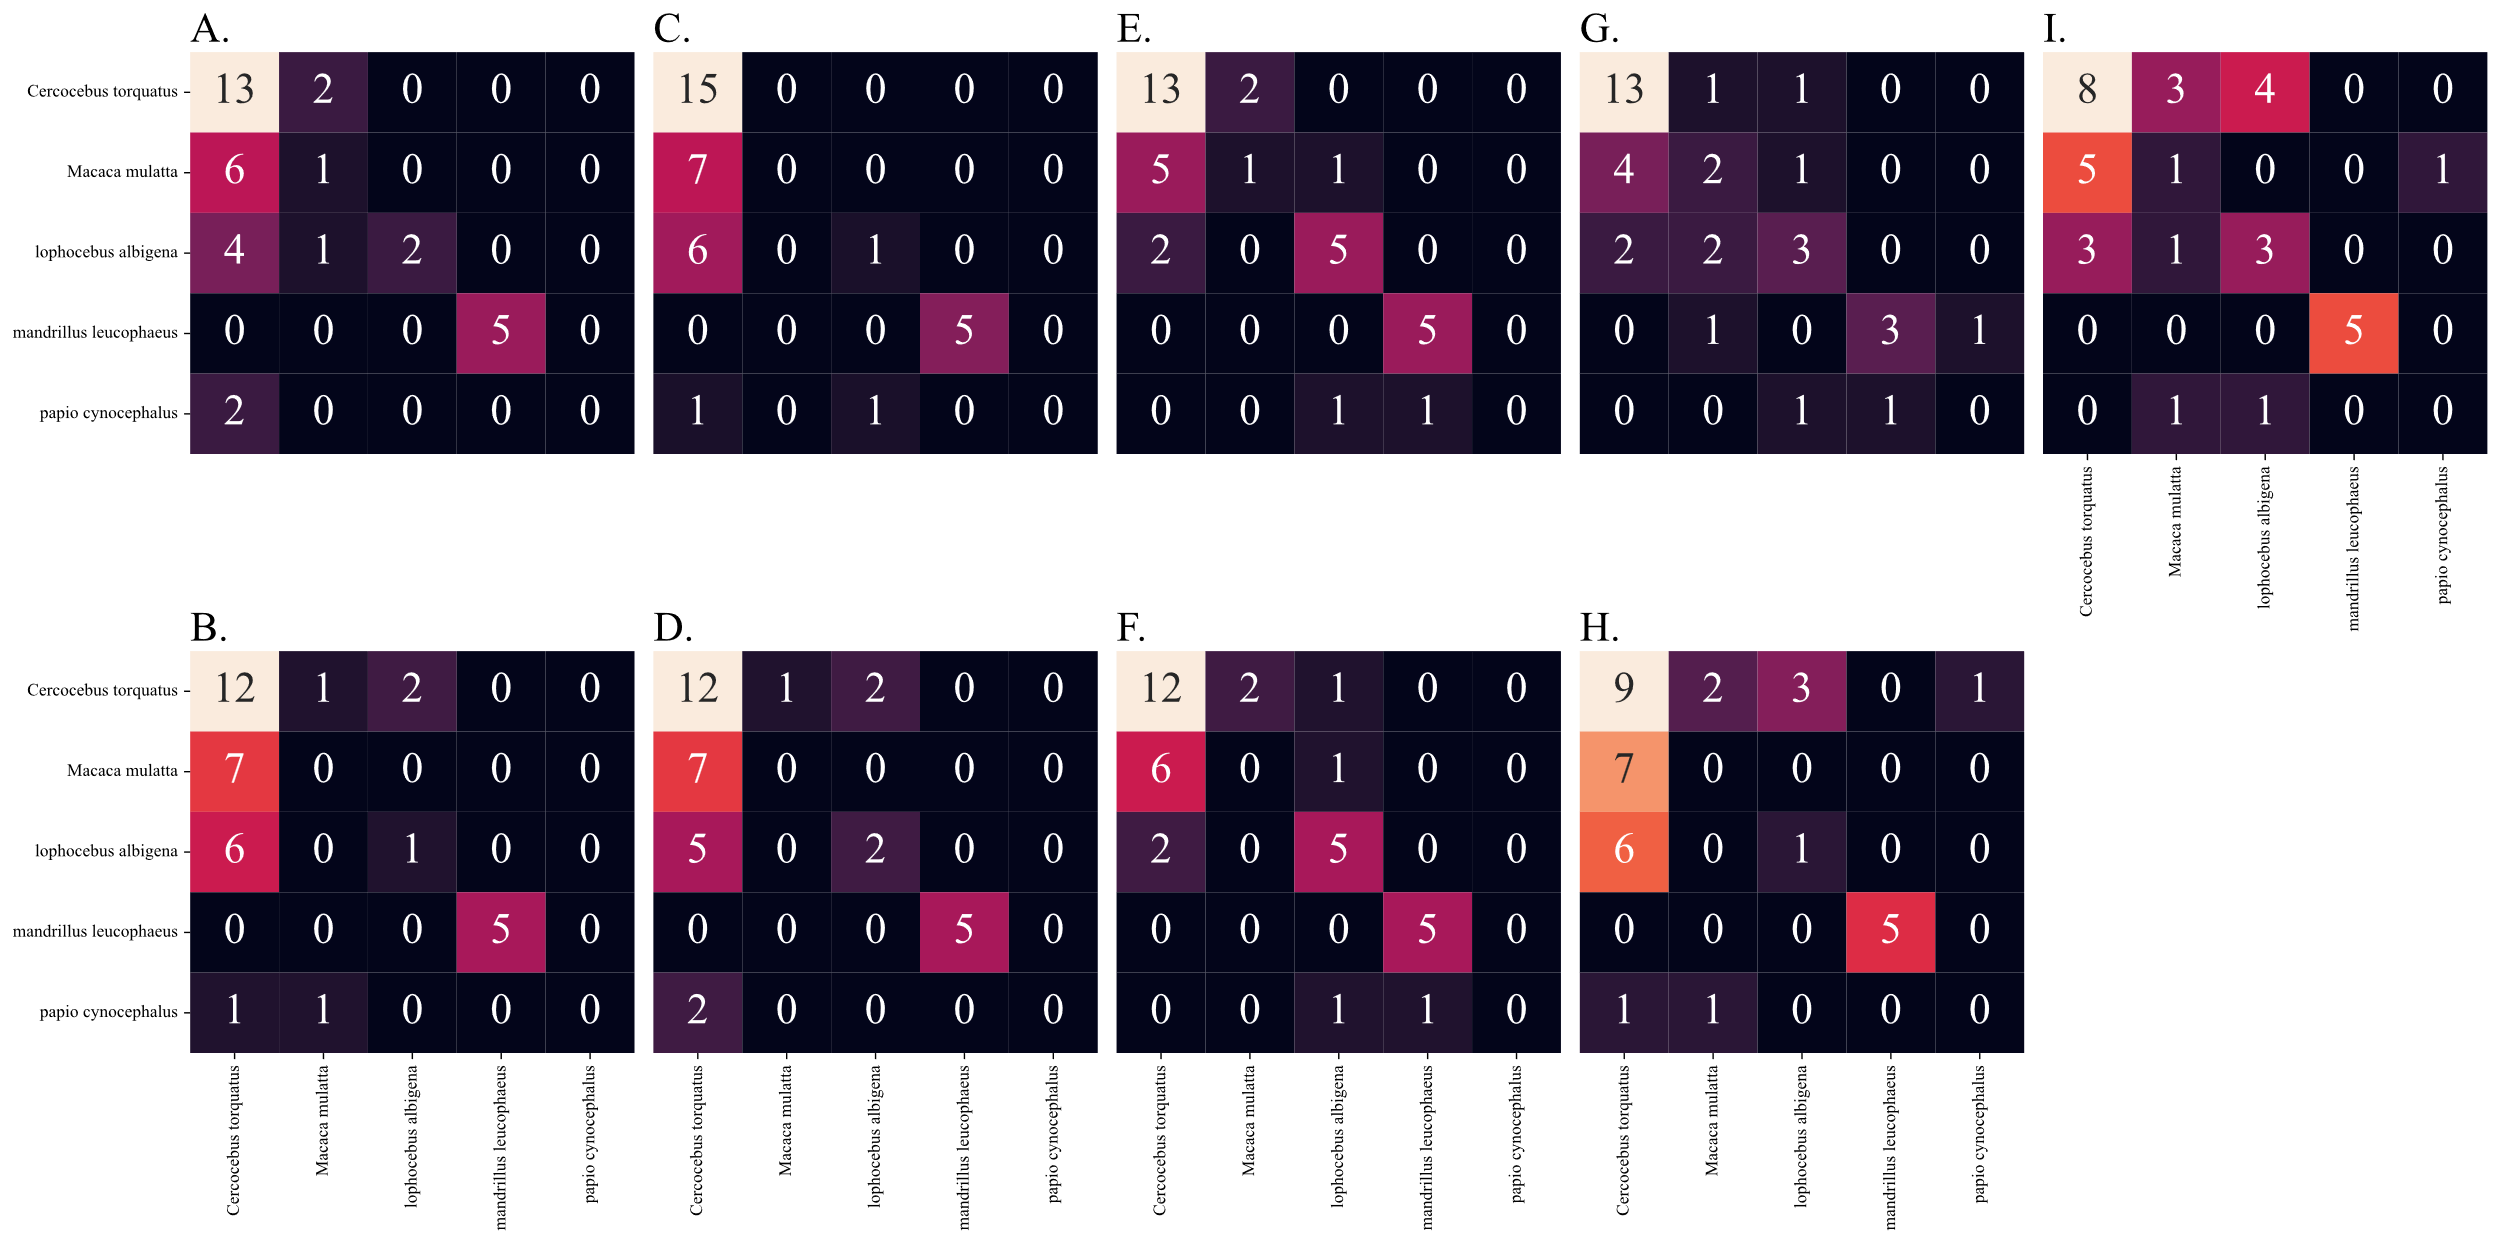 A. C. E. G. I.
Cercocebus torquatus 13 2 0 0 0 15 0 0 0 0 13 2 0 0 0 13 1 1 0 0 8 3 4 0 0
Macaca mulatta 6 1 0 0 0 7 0 0 0 0 5 1 1 0 0 4 2 1 0 0 5 1 0 0 1
lophocebus albigena 4 1 2 0 0 6 0 1 0 0 2 0 5 0 0 2 2 3 0 0 3 1 3 0 0
mandrillus leucophaeus 0 0 0 5 0 0 0 0 5 0 0 0 0 5 0 0 1 0 3 1 0 0 0 5 0
papio cynocephalus 2 0 0 0 0 1 0 1 0 0 0 0 1 1 0 0 0 1 1 0 0 1 1 0 0
Cercocebus torquatus
Macaca mulatta
lophocebus albigena
mandrillus leucophaeus
papio cynocephalus
B. D. F. H.
Cercocebus torquatus 12 1 2 0 0 12 1 2 0 0 12 2 1 0 0 9 2 3 0 1
Macaca mulatta 7 0 0 0 0 7 0 0 0 0 6 0 1 0 0 7 0 0 0 0
lophocebus albigena 6 0 1 0 0 5 0 2 0 0 2 0 5 0 0 6 0 1 0 0
mandrillus leucophaeus 0 0 0 5 0 0 0 0 5 0 0 0 0 5 0 0 0 0 5 0
papio cynocephalus 1 1 0 0 0 2 0 0 0 0 0 0 1 1 0 1 1 0 0 0
Cercocebus torquatus
Macaca mulatta
lophocebus albigena
mandrillus leucophaeus
papio cynocephalus
Cercocebus torquatus
Macaca mulatta
lophocebus albigena
mandrillus leucophaeus
papio cynocephalus
Cercocebus torquatus
Macaca mulatta
lophocebus albigena
mandrillus leucophaeus
papio cynocephalus
Cercocebus torquatus
Macaca mulatta
lophocebus albigena
mandrillus leucophaeus
papio cynocephalus